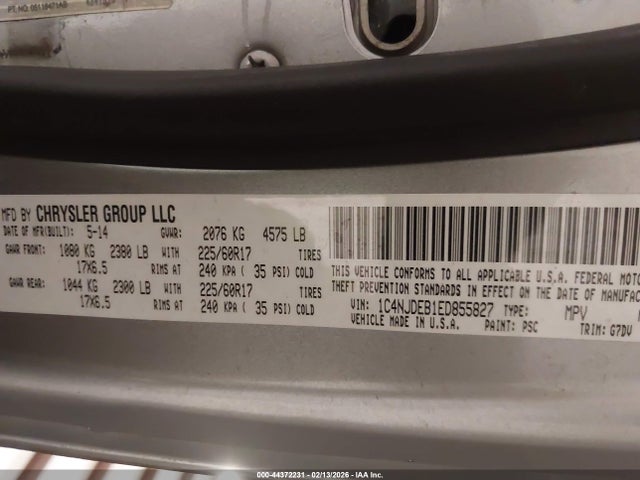 PT. NO. 05116471AB
MFD BY CHRYSLER GROUP LLC
DATE OF MFR(BUILT): 5-14 GVWR: 2076 KG 4575 LB
GAWR FRONT: 1080 KG 2380 LB WITH 225/60R17 TIRES
17X6.5 RIMS AT 240 KPA ( 35 PSI) COLD
GAWR REAR: 1044 KG 2300 LB WITH 225/60R17 TIRES
17X6.5 RIMS AT 240 KPA ( 35 PSI) COLD
THIS VEHICLE CONFORMS TO ALL APPLICABLE U.S.A. FEDERAL MOTOR
THEFT PREVENTION STANDARDS IN EFFECT ON THE DATE OF MANUFAC
VIN: 1C4NJDEB1ED855827 TYPE: MPV
VEHICLE MADE IN U.S.A. PAINT: PSC TRIM: G7DV
000-44372231 - 02/13/2026 - IAA Inc.